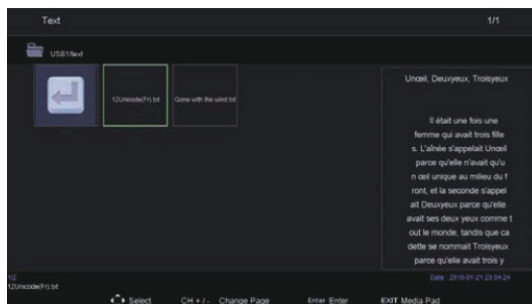 Text 1/1
USB1/text
12Unicode(Fr).txt Gone with the wind.txt
...
Unœil, Deuxyeux, Troisyeux
Il était une fois une
femme qui avait trois fille
s. L'aînée s'appelait Unœil
parce qu'elle n'avait qu'u
n œil unique au milieu du f
ront, et la seconde s'appel
ait Deuxyeux parce qu'elle
avait ses deux yeux comme t
out le monde, tandis que ca
dette se nommait Troisyeux
parce qu'elle avait trois y
1/2 Date : 2016-01-21 23:04:24
12Unicode(Fr).txt
Select CH + / - Change Page Enter Enter EXIT Media Pad